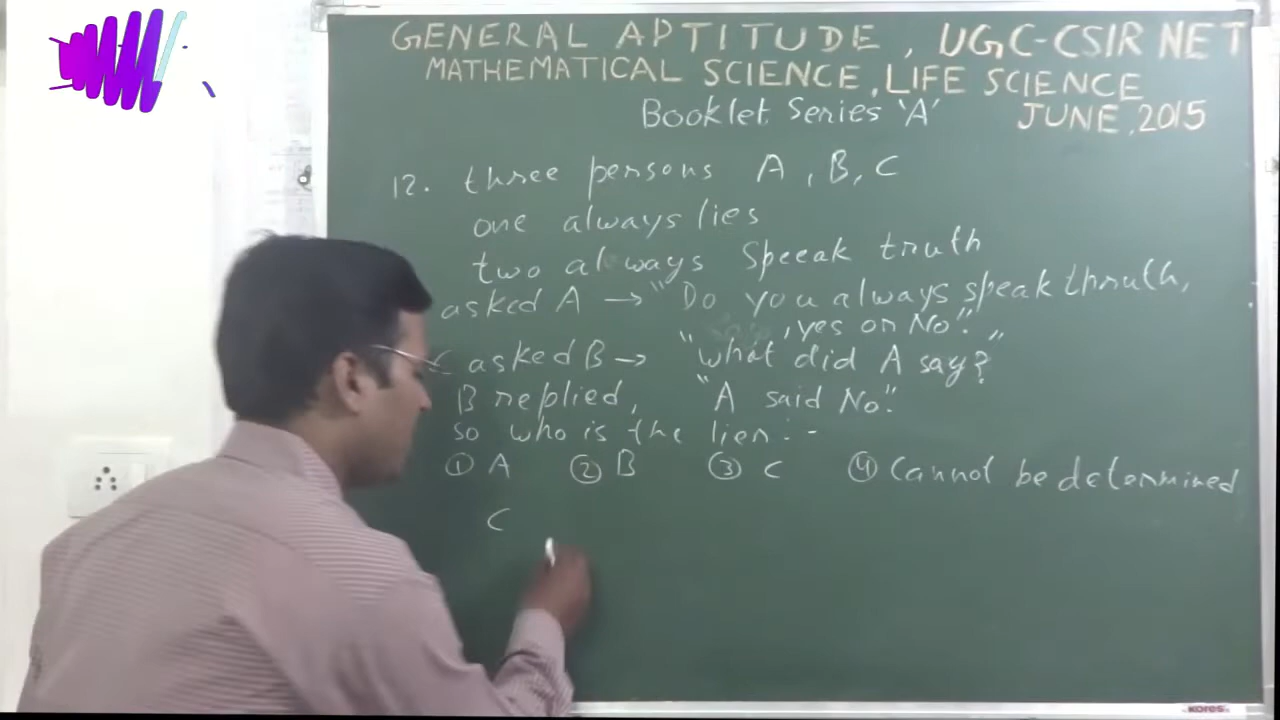 GENERAL APTITUDE, UGC-CSIR NET
MATHEMATICAL SCIENCE, LIFE SCIENCE
Booklet Series 'A' JUNE, 2015
12. three persons A, B, C
one always lies
two always Speeak truth
asked A → "Do you always speak thruth,
, yes or No".
C asked B → "what did A say?"
B replied, "A said No."
so who is the lier :-
① A ② B ③ C ④ Cannot be determined
C
kores